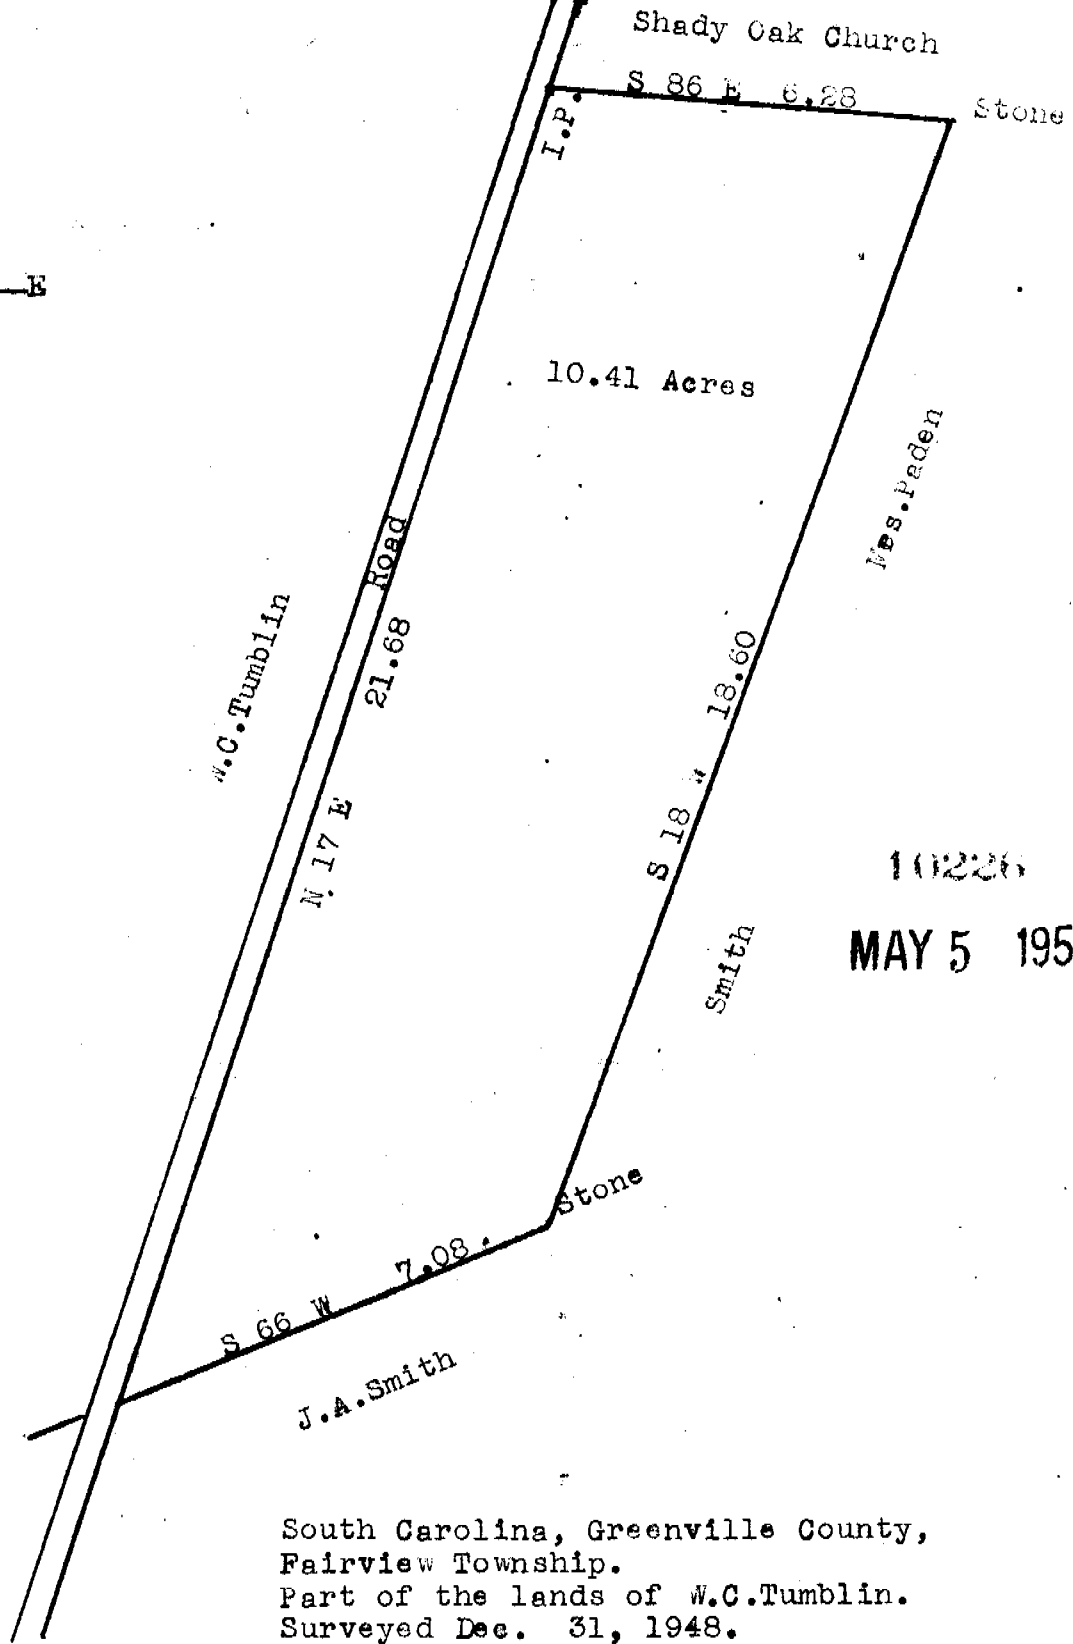 Shady Oak Church
S 86 E 6.28
Stone
I.P.
E
10.41 Acres
Mes.Paden
Road
21.68
W.C.Tumblin
18.60
N 17 E
S 18 W
10226
MAY 5 195
Smith
Stone
7.08
S 66 W
J.A.Smith
South Carolina, Greenville County,
Fairview Township.
Part of the lands of W.C.Tumblin.
Surveyed Dec. 31, 1948.